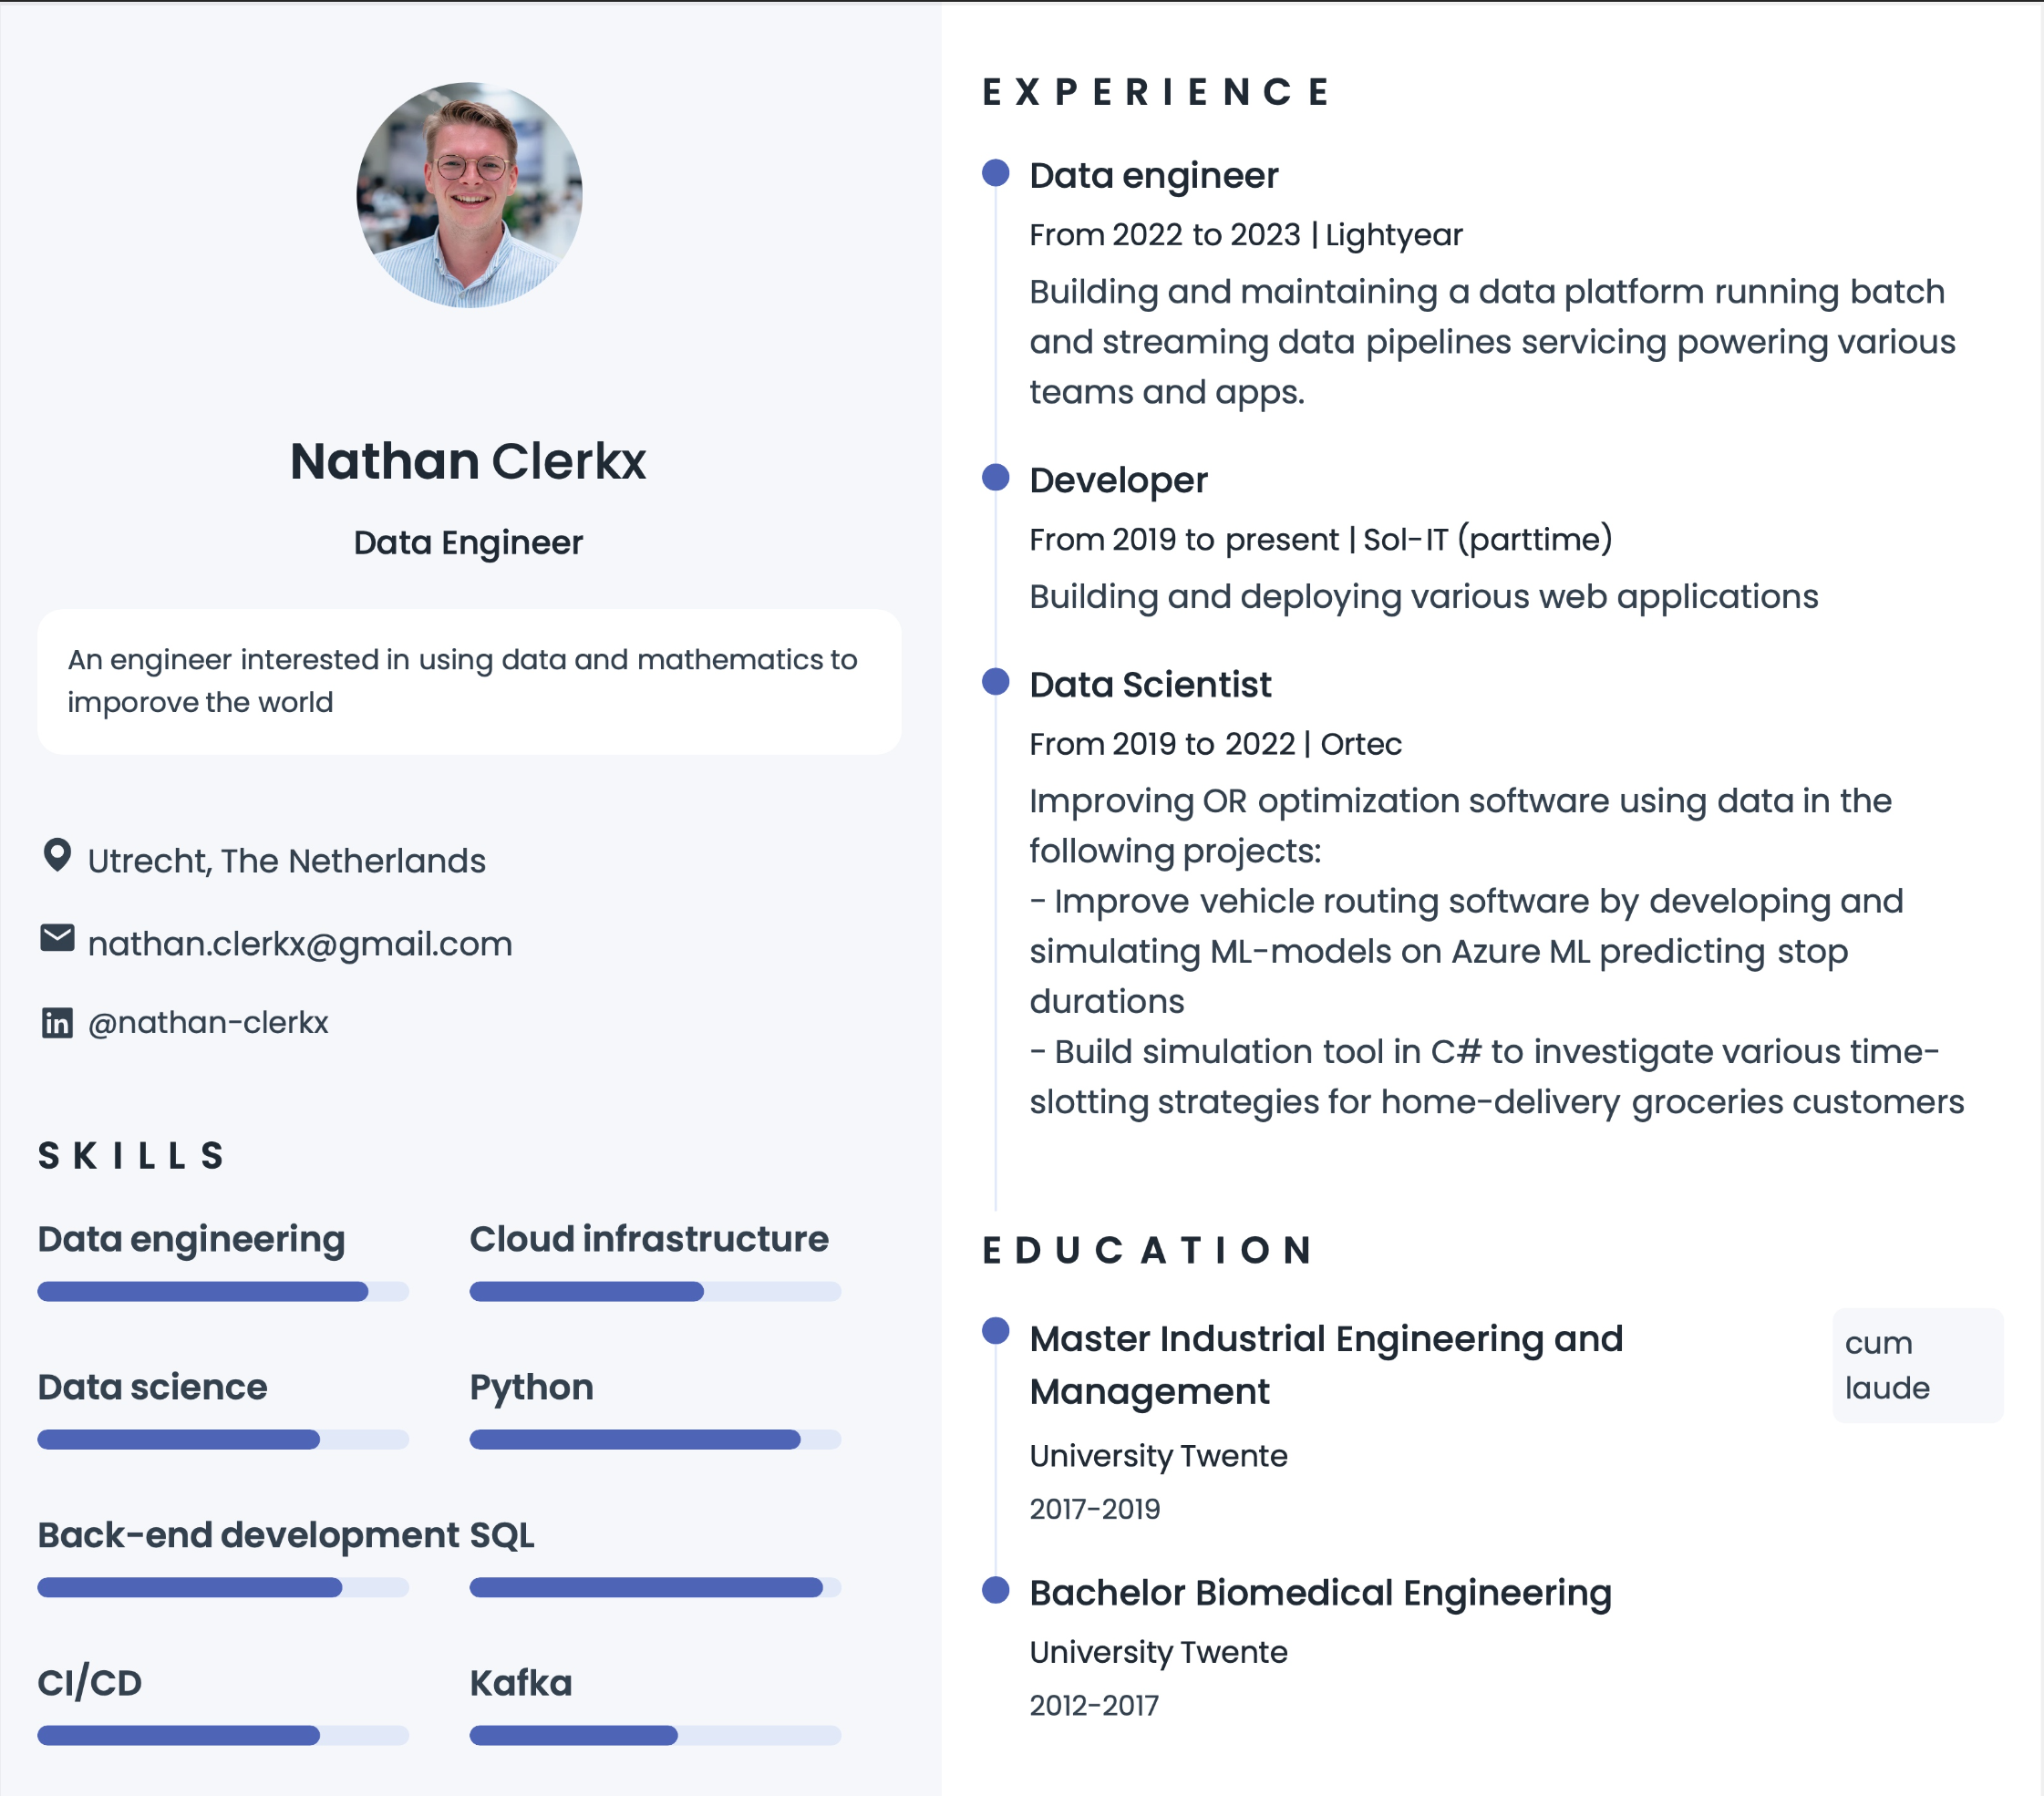 Nathan Clerkx
Data Engineer
An engineer interested in using data and mathematics to
imporove the world
Utrecht, The Netherlands
nathan.clerkx@gmail.com
in @nathan-clerkx
SKILLS
Data engineering
Cloud infrastructure
Data science
Python
Back-end development
SQL
CI/CD
Kafka
EXPERIENCE
Data engineer
From 2022 to 2023 | Lightyear
Building and maintaining a data platform running batch
and streaming data pipelines servicing powering various
teams and apps.
Developer
From 2019 to present | Sol-IT (parttime)
Building and deploying various web applications
Data Scientist
From 2019 to 2022 | Ortec
Improving OR optimization software using data in the
following projects:
- Improve vehicle routing software by developing and
simulating ML-models on Azure ML predicting stop
durations
- Build simulation tool in C# to investigate various time-
slotting strategies for home-delivery groceries customers
EDUCATION
Master Industrial Engineering and
Management
cum
laude
University Twente
2017-2019
Bachelor Biomedical Engineering
University Twente
2012-2017